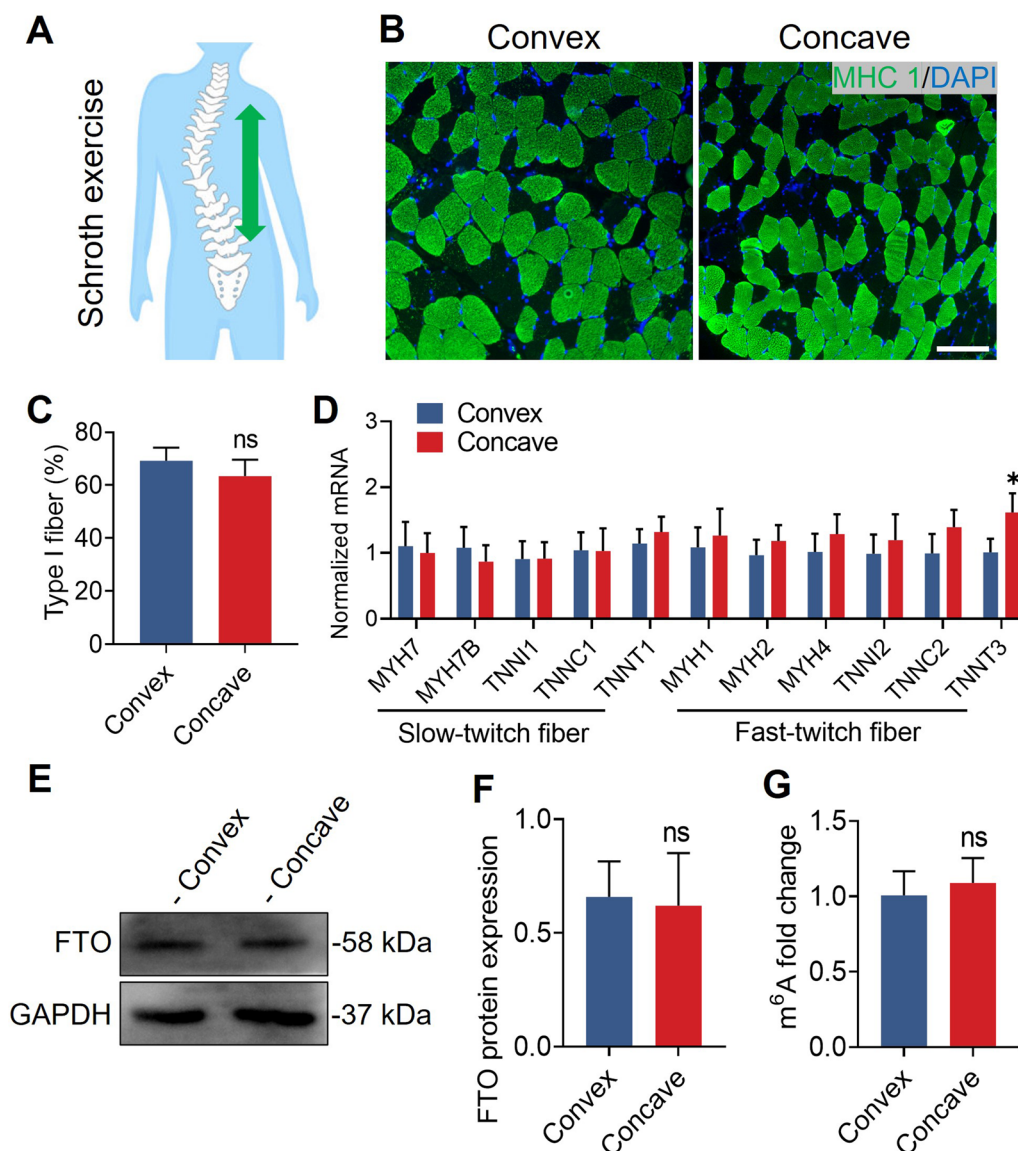 A
Schroth exercise
B
Convex
Concave
MHC 1/DAPI
C
Type I fiber (%)
80
60
40
20
0
ns
Convex
Concave
D
Normalized mRNA
3
2
1
0
Convex
Concave
*
MYH7
MYH7B
TNNI1
TNNC1
TNNT1
MYH1
MYH2
MYH4
TNNI2
TNNC2
TNNT3
Slow-twitch fiber
Fast-twitch fiber
E
- Convex
- Concave
FTO
-58 kDa
GAPDH
-37 kDa
F
FTO protein expression
1.0
0.5
0.0
ns
Convex
Concave
G
m⁶A fold change
1.5
1.0
0.5
0.0
ns
Convex
Concave